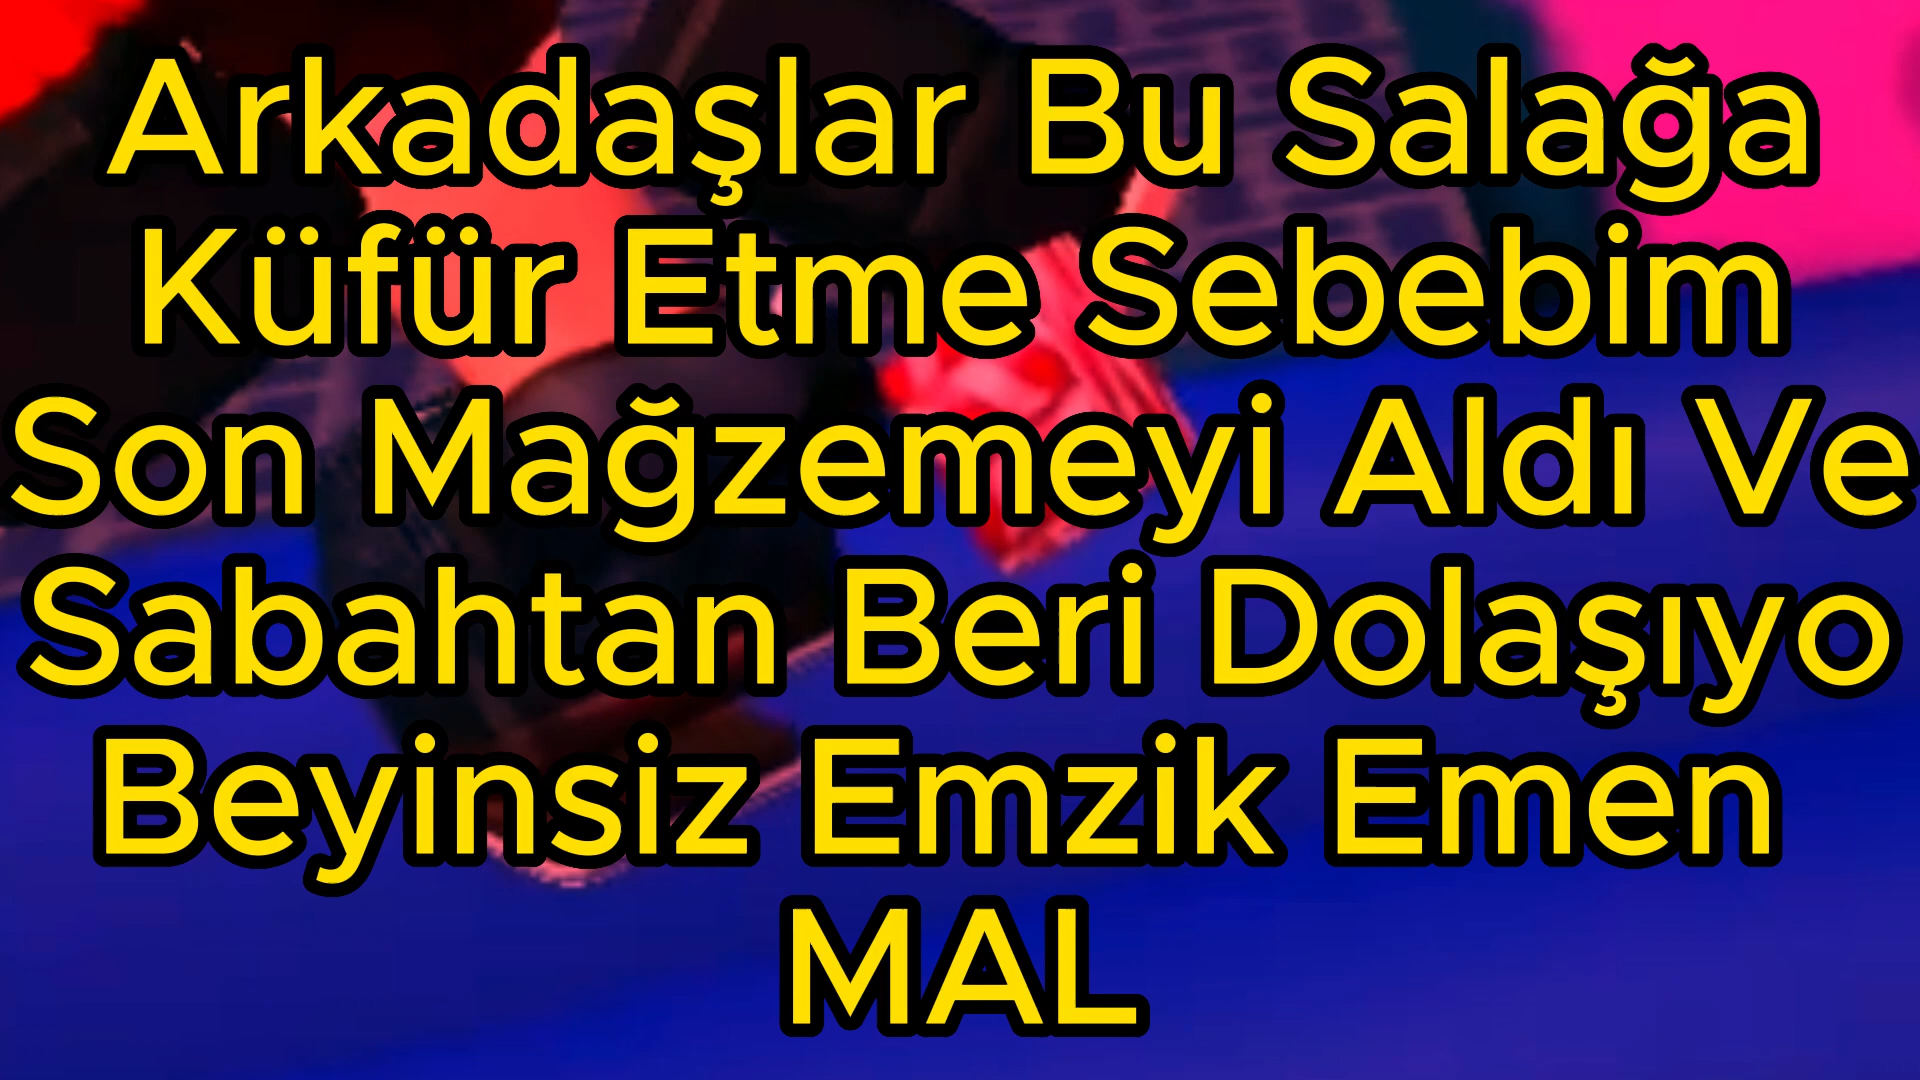 Arkadaşlar Bu Salağa
Küfür Etme Sebebim
Son Mağzemeyi Aldı Ve
Sabahtan Beri Dolaşıyo
Beyinsiz Emzik Emen
MAL